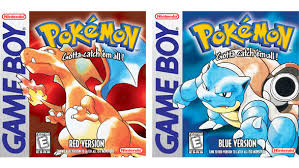 Nintendo
GAME BOY
POKéMON
Gotta catch 'em all!
RED VERSION
Nintendo
GAME BOY
POKéMON
Gotta catch 'em all!
BLUE VERSION